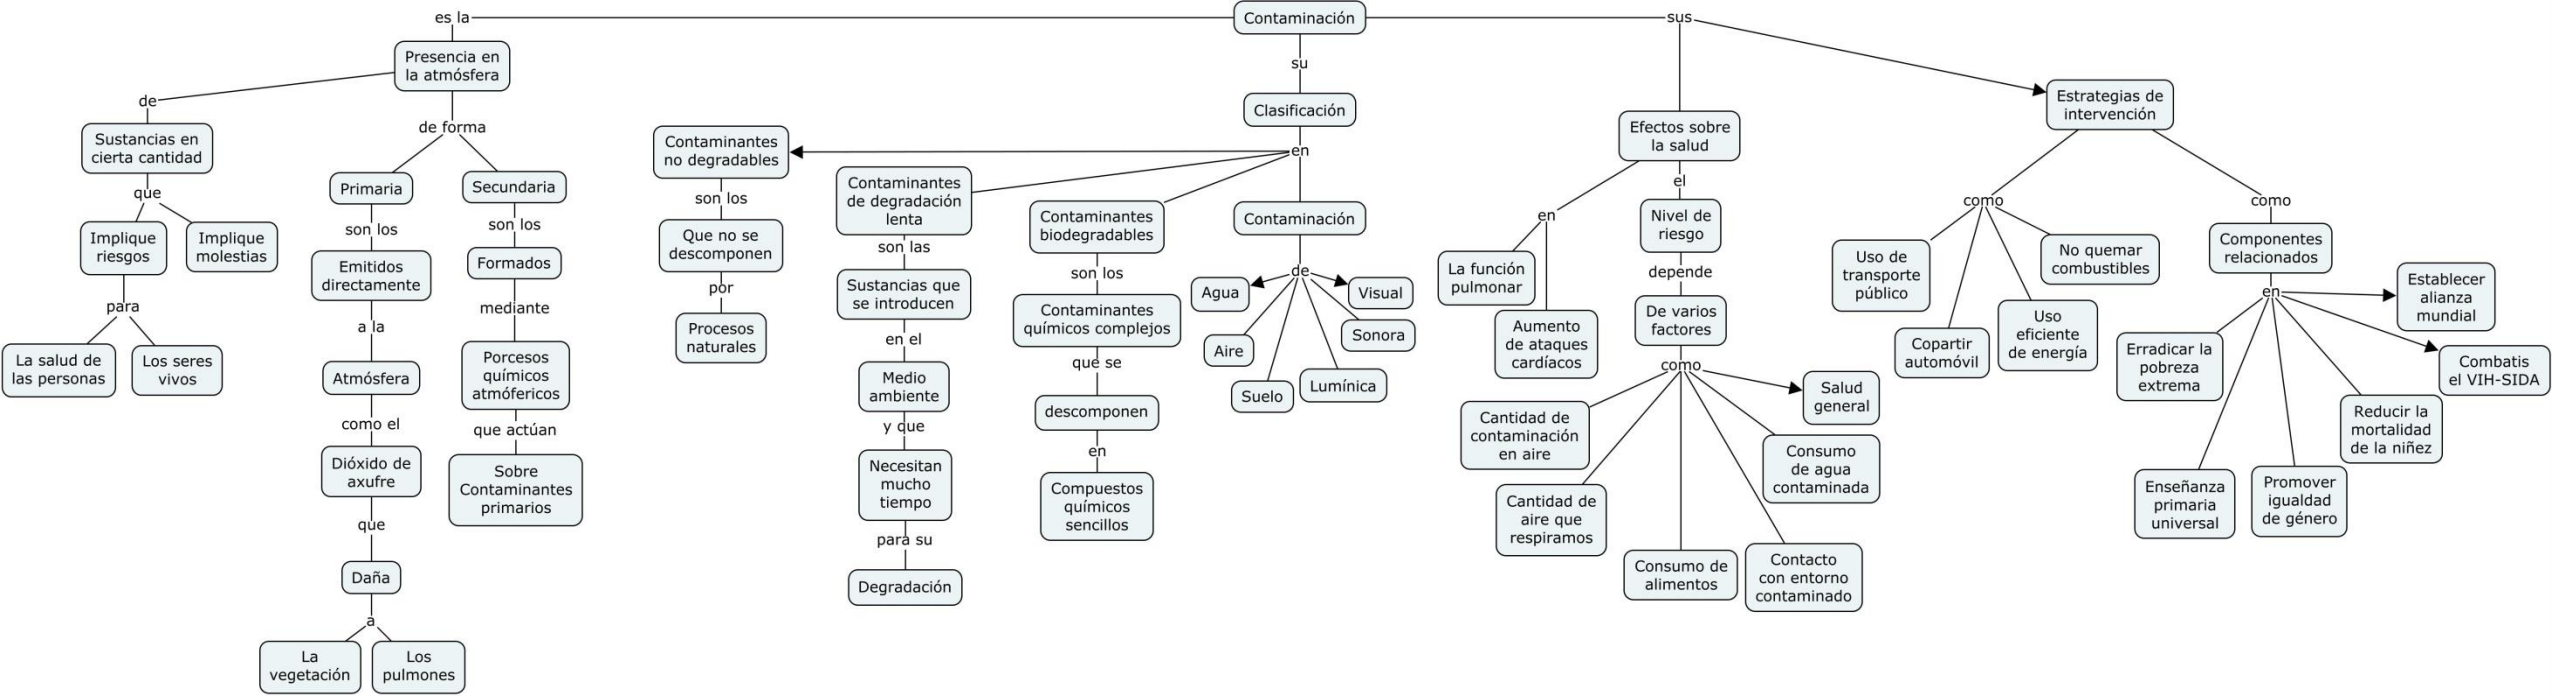 es la
Contaminación
sus
Presencia en
la atmósfera
su
de
Sustancias en
cierta cantidad
que
Implique
riesgos
Implique
molestias
para
La salud de
las personas
Los seres
vivos
de forma
Primaria
son los
Emitidos
directamente
a la
Atmósfera
como el
Dióxido de
axufre
que
Daña
a
La
vegetación
Los
pulmones
Secundaria
son los
Formados
mediante
Porcesos
químicos
atmófericos
que actúan
Sobre
Contaminantes
primarios
Clasificación
en
Contaminantes
no degradables
son los
Que no se
descomponen
por
Procesos
naturales
Contaminantes
de degradación
lenta
son las
Sustancias que
se introducen
en el
Medio
ambiente
y que
Necesitan
mucho
tiempo
para su
Degradación
Contaminantes
biodegradables
son los
Contaminantes
químicos complejos
que se
descomponen
en
Compuestos
químicos
sencillos
Contaminación
de
Agua
Aire
Suelo
Lumínica
Sonora
Visual
Efectos sobre
la salud
en
La función
pulmonar
Aumento
de ataques
cardíacos
el
Nivel de
riesgo
depende
De varios
factores
como
Cantidad de
contaminación
en aire
Cantidad de
aire que
respiramos
Consumo de
alimentos
Contacto
con entorno
contaminado
Consumo
de agua
contaminada
Salud
general
Estrategias de
intervención
como
Uso de
transporte
público
Copartir
automóvil
Uso
eficiente
de energía
No quemar
combustibles
como
Componentes
relacionados
en
Erradicar la
pobreza
extrema
Enseñanza
primaria
universal
Promover
igualdad
de género
Reducir la
mortalidad
de la niñez
Combatis
el VIH-SIDA
Establecer
alianza
mundial